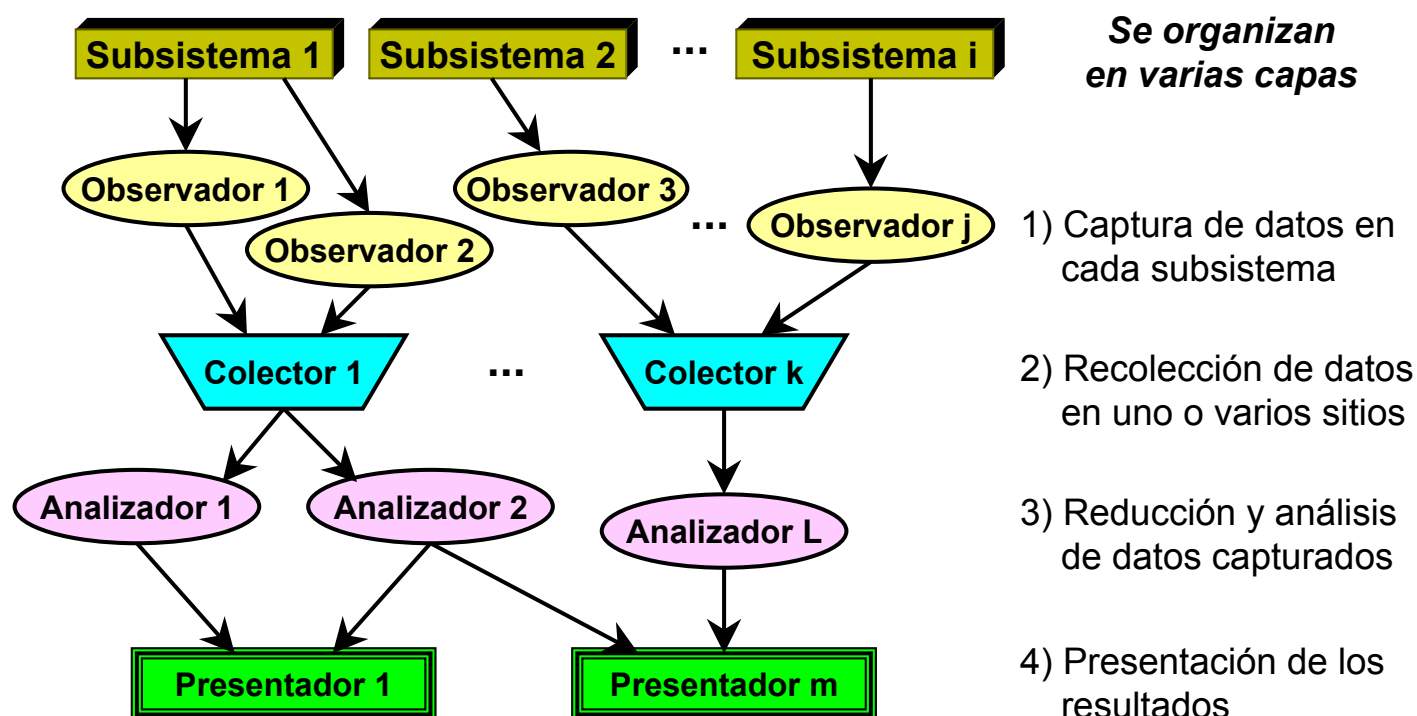 Subsistema 1
Subsistema 2
...
Subsistema i
Se organizan
en varias capas
Observador 1
Observador 2
Observador 3
...
Observador j
1) Captura de datos en
cada subsistema
Colector 1
...
Colector k
2) Recolección de datos
en uno o varios sitios
Analizador 1
Analizador 2
Analizador L
3) Reducción y análisis
de datos capturados
Presentador 1
Presentador m
4) Presentación de los
resultados